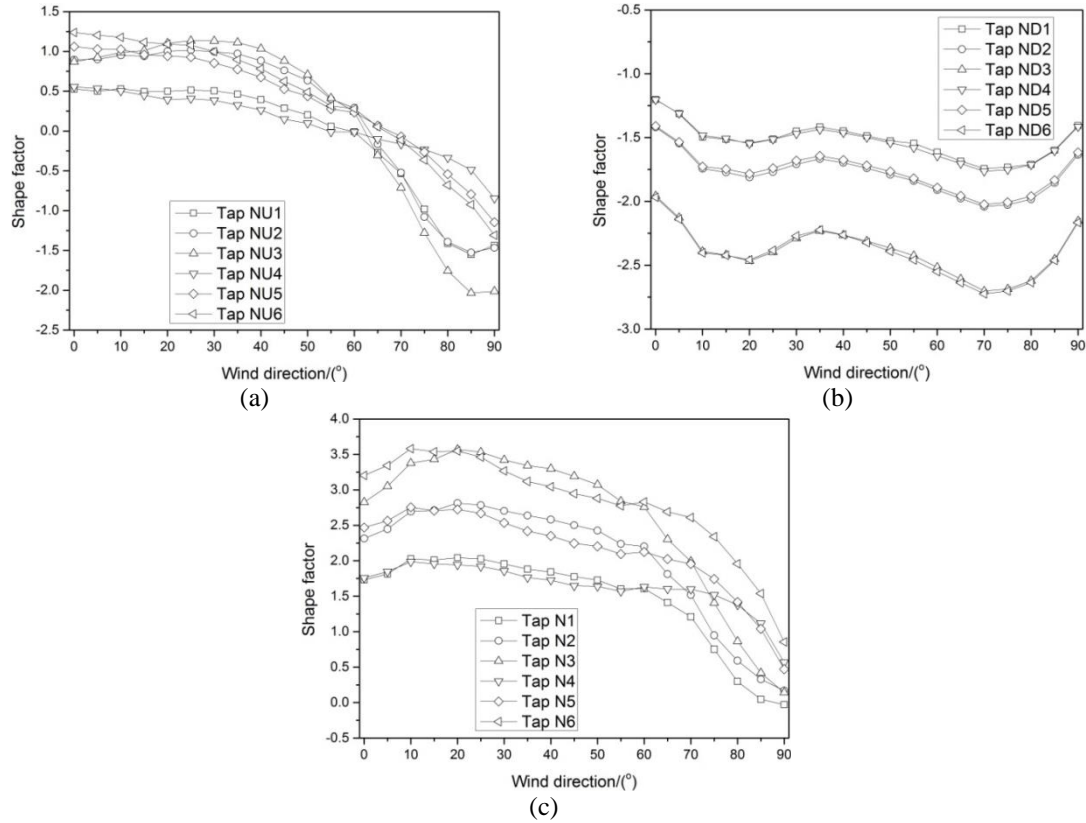 1.5
1.0
0.5
0.0
-0.5
-1.0
-1.5
-2.0
-2.5
Shape factor
Tap NU1
Tap NU2
Tap NU3
Tap NU4
Tap NU5
Tap NU6
0 10 20 30 40 50 60 70 80 90
Wind direction/(°)
(a)
-0.5
-1.0
-1.5
-2.0
-2.5
-3.0
Shape factor
Tap ND1
Tap ND2
Tap ND3
Tap ND4
Tap ND5
Tap ND6
0 10 20 30 40 50 60 70 80 90
Wind direction/(°)
(b)
4.0
3.5
3.0
2.5
2.0
1.5
1.0
0.5
0.0
-0.5
Shape factor
Tap N1
Tap N2
Tap N3
Tap N4
Tap N5
Tap N6
0 10 20 30 40 50 60 70 80 90
Wind direction/(°)
(c)